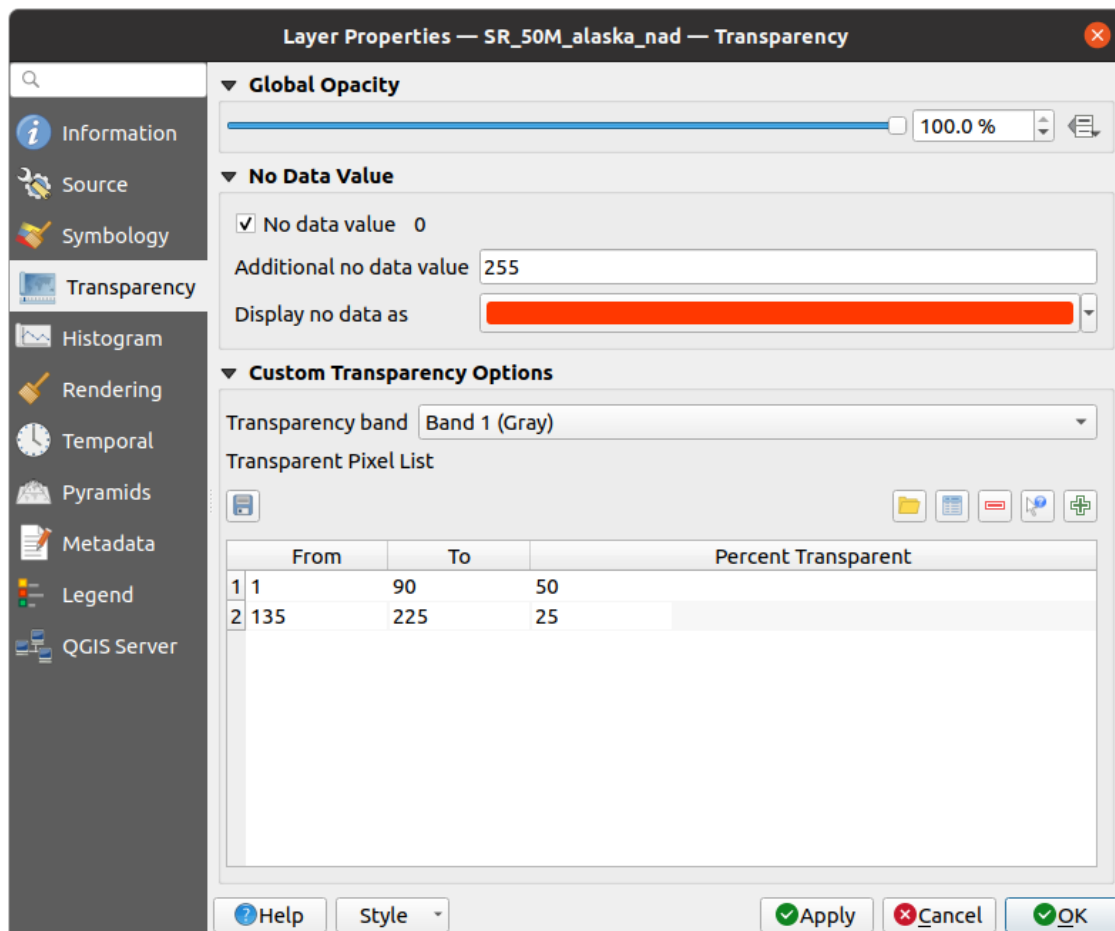 Layer Properties — SR_50M_alaska_nad — Transparency
Information
Source
Symbology
Transparency
Histogram
Rendering
Temporal
Pyramids
Metadata
Legend
QGIS Server
Global Opacity
100.0 %
No Data Value
No data value 0
Additional no data value 255
Display no data as
Custom Transparency Options
Transparency band Band 1 (Gray)
Transparent Pixel List
From To Percent Transparent
1 1 90 50
2 135 225 25
Help Style Apply Cancel OK